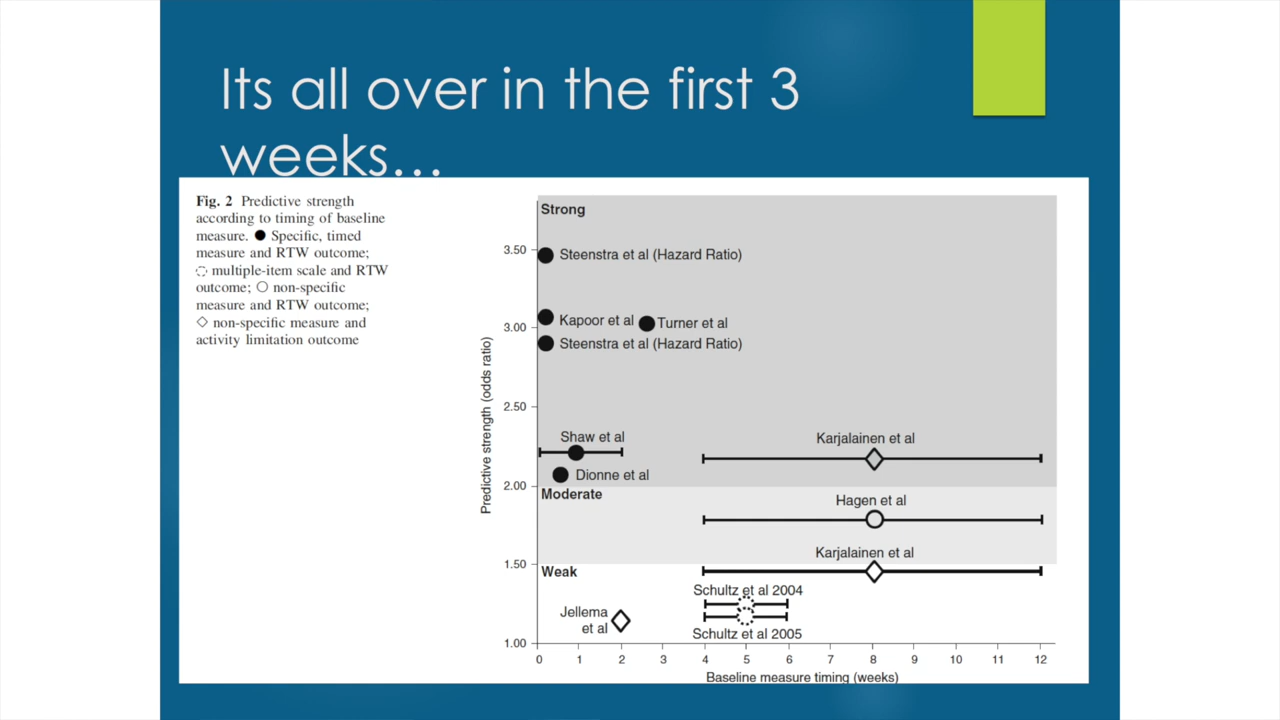 Its all over in the first 3
weeks…
Fig. 2 Predictive strength
according to timing of baseline
measure. ● Specific, timed
measure and RTW outcome;
◌ multiple-item scale and RTW
outcome; ○ non-specific
measure and RTW outcome;
◇ non-specific measure and
activity limitation outcome
Predictive strength (odds ratio)
Strong
3.50
Steenstra et al (Hazard Ratio)
3.00
Kapoor et al
Turner et al
Steenstra et al (Hazard Ratio)
2.50
Shaw et al
Karjalainen et al
Dionne et al
2.00
Moderate
Hagen et al
Karjalainen et al
1.50
Weak
Schultz et al 2004
Jellema
et al
Schultz et al 2005
1.00
0 1 2 3 4 5 6 7 8 9 10 11 12
Baseline measure timing (weeks)